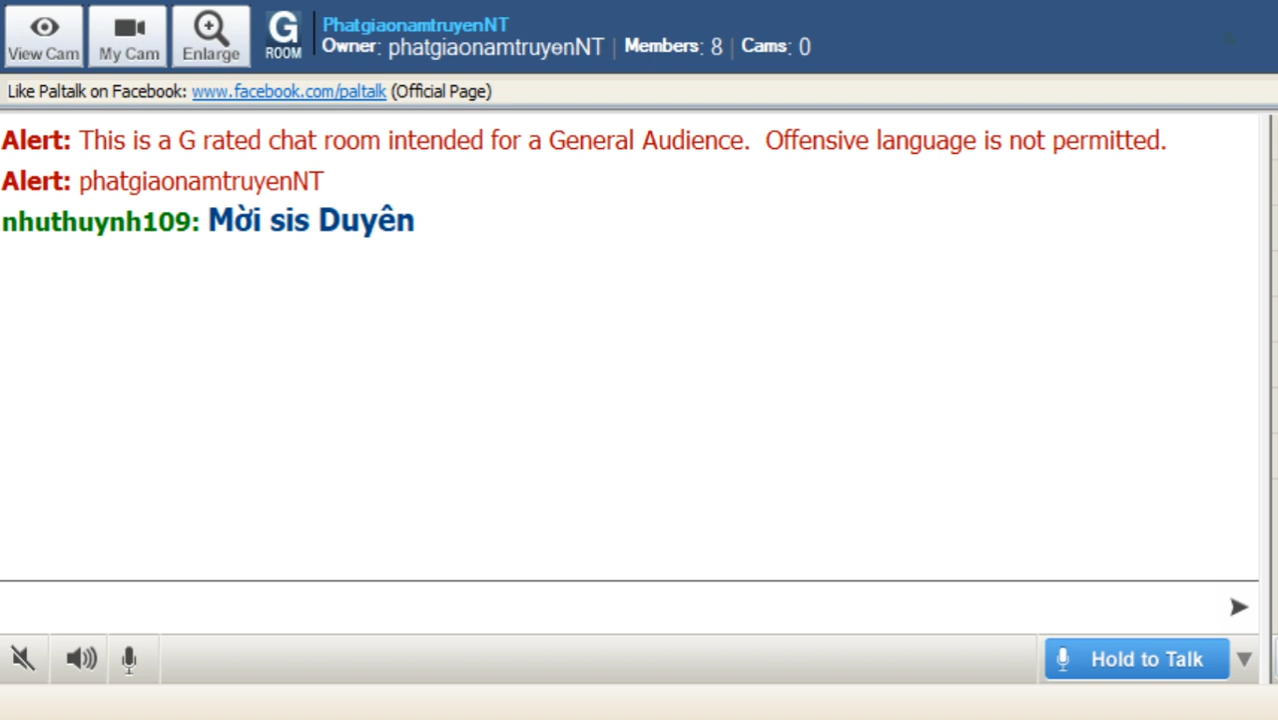 View Cam
My Cam
Enlarge
G
ROOM
PhatgiaonamtruyenNT
Owner: phatgiaonamtruyenNT | Members: 8 | Cams: 0
Like Paltalk on Facebook: www.facebook.com/paltalk (Official Page)
Alert: This is a G rated chat room intended for a General Audience. Offensive language is not permitted.
Alert: phatgiaonamtruyenNT
nhuthuynh109: Mời sis Duyên
Hold to Talk